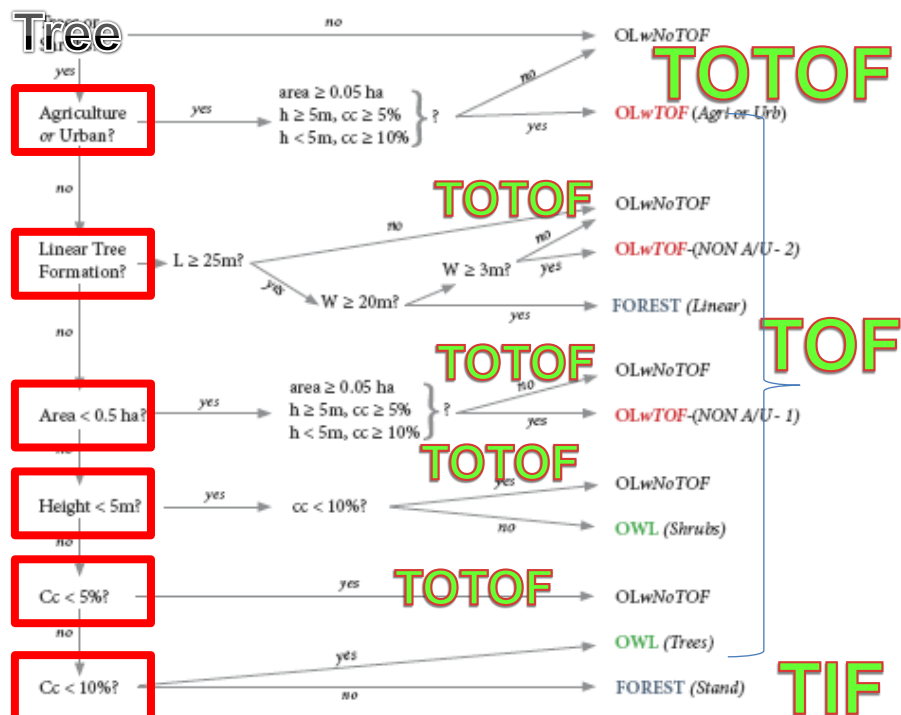 Tree
no
OLwNoTOF
TOTOF
yes
Agriculture
or Urban?
yes
area ≥ 0.05 ha
h ≥ 5m, cc ≥ 5%
h < 5m, cc ≥ 10%
?
no
yes
OLwTOF (Agri or Urb)
no
TOTOF
OLwNoTOF
Linear Tree
Formation?
L ≥ 25m?
no
yes
W ≥ 20m?
W ≥ 3m?
no
yes
OLwTOF-(NON A/U - 2)
yes
FOREST (Linear)
TOF
no
TOTOF
OLwNoTOF
Area < 0.5 ha?
yes
area ≥ 0.05 ha
h ≥ 5m, cc ≥ 5%
h < 5m, cc ≥ 10%
?
no
yes
OLwTOF-(NON A/U - 1)
no
TOTOF
Height < 5m?
yes
cc < 10%?
yes
OLwNoTOF
no
OWL (Shrubs)
no
Cc < 5%?
yes
TOTOF
OLwNoTOF
no
OWL (Trees)
Cc < 10%?
yes
no
FOREST (Stand)
TIF